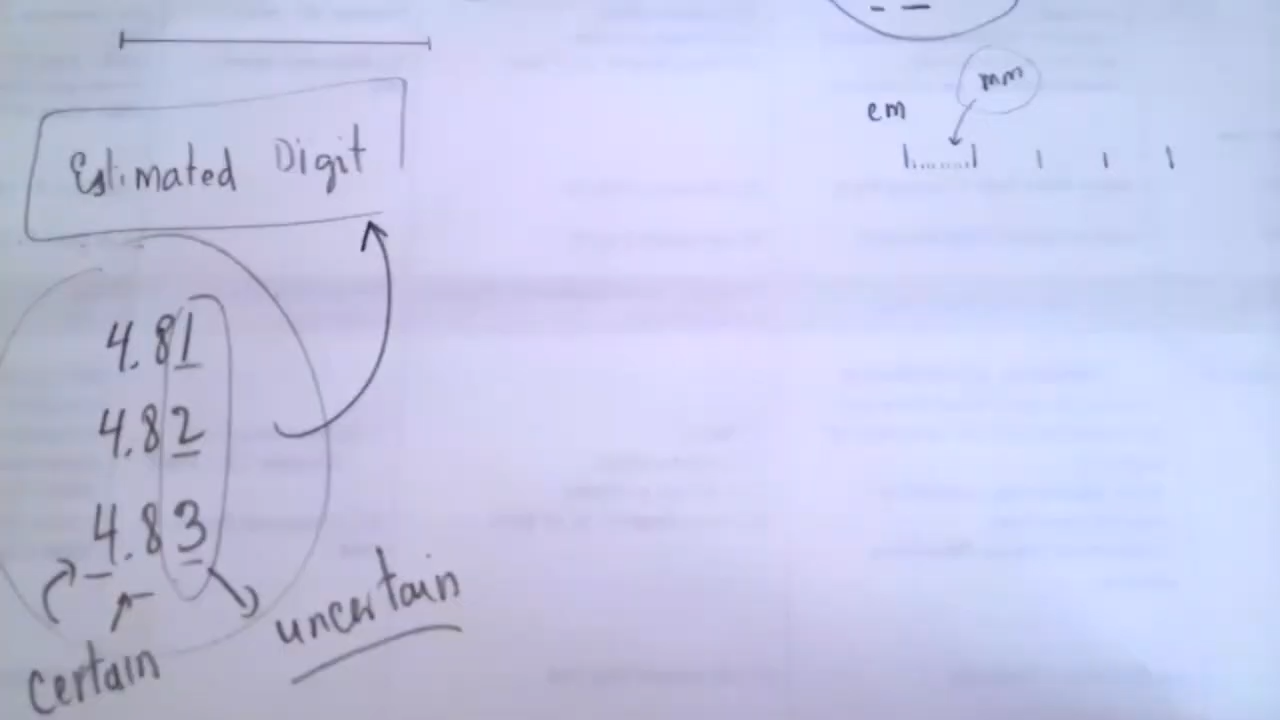 Estimated Digit
4.81
4.82
4.83
certain
uncertain
mm
cm